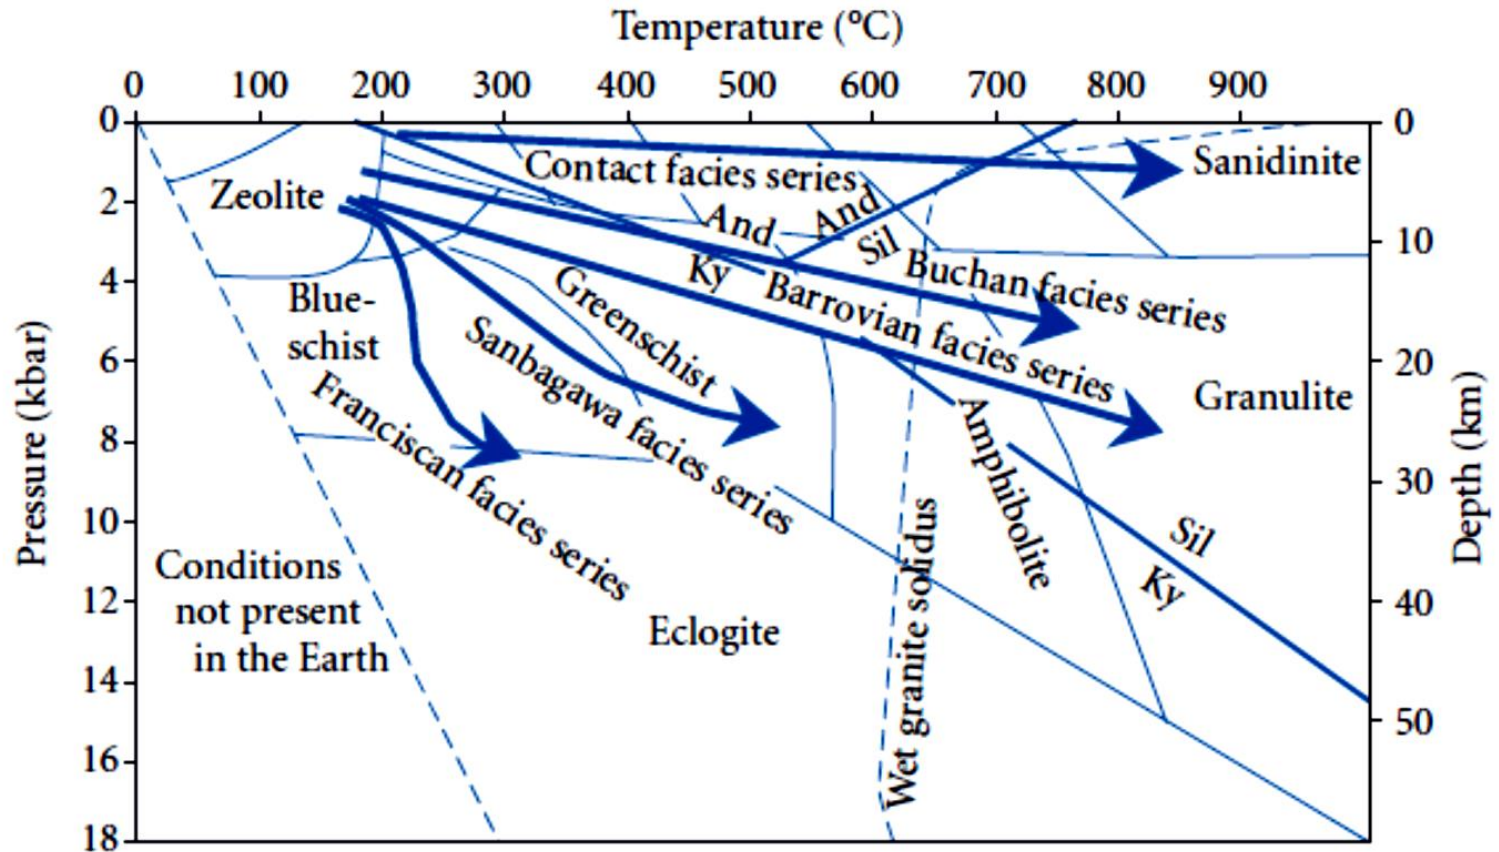 Temperature (°C)
0 100 200 300 400 500 600 700 800 900
0
2
4
6
8
10
12
14
16
18
Pressure (kbar)
0
10
20
30
40
50
Depth (km)
Contact facies series
Sanidinite
Zeolite
And
And
Sil
Ky
Buchan facies series
Barrovian facies series
Blue-
schist
Greenschist
Sanbagawa facies series
Franciscan facies series
Granulite
Amphibolite
Sil
Ky
Conditions
not present
in the Earth
Eclogite
Wet granite solidus